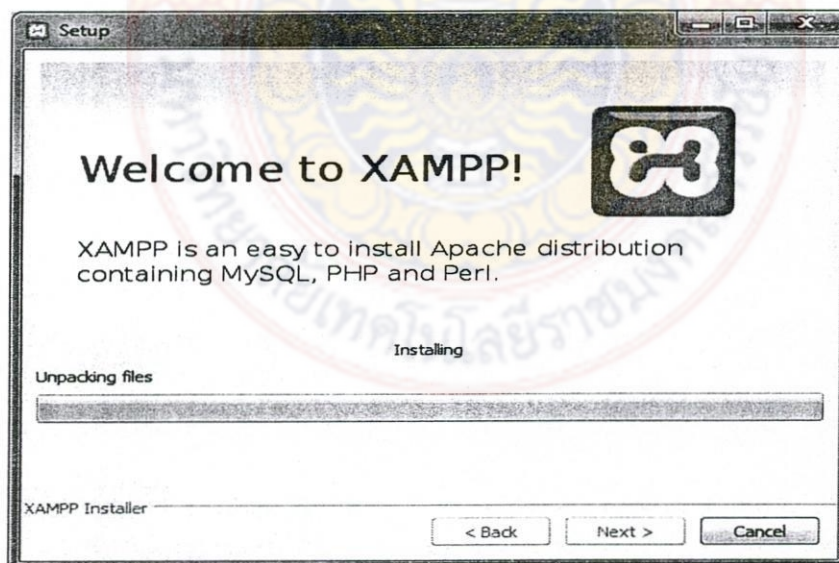 Setup
Welcome to XAMPP!
XAMPP is an easy to install Apache distribution
containing MySQL, PHP and Perl.
Installing
Unpacking files
XAMPP Installer
< Back
Next >
Cancel